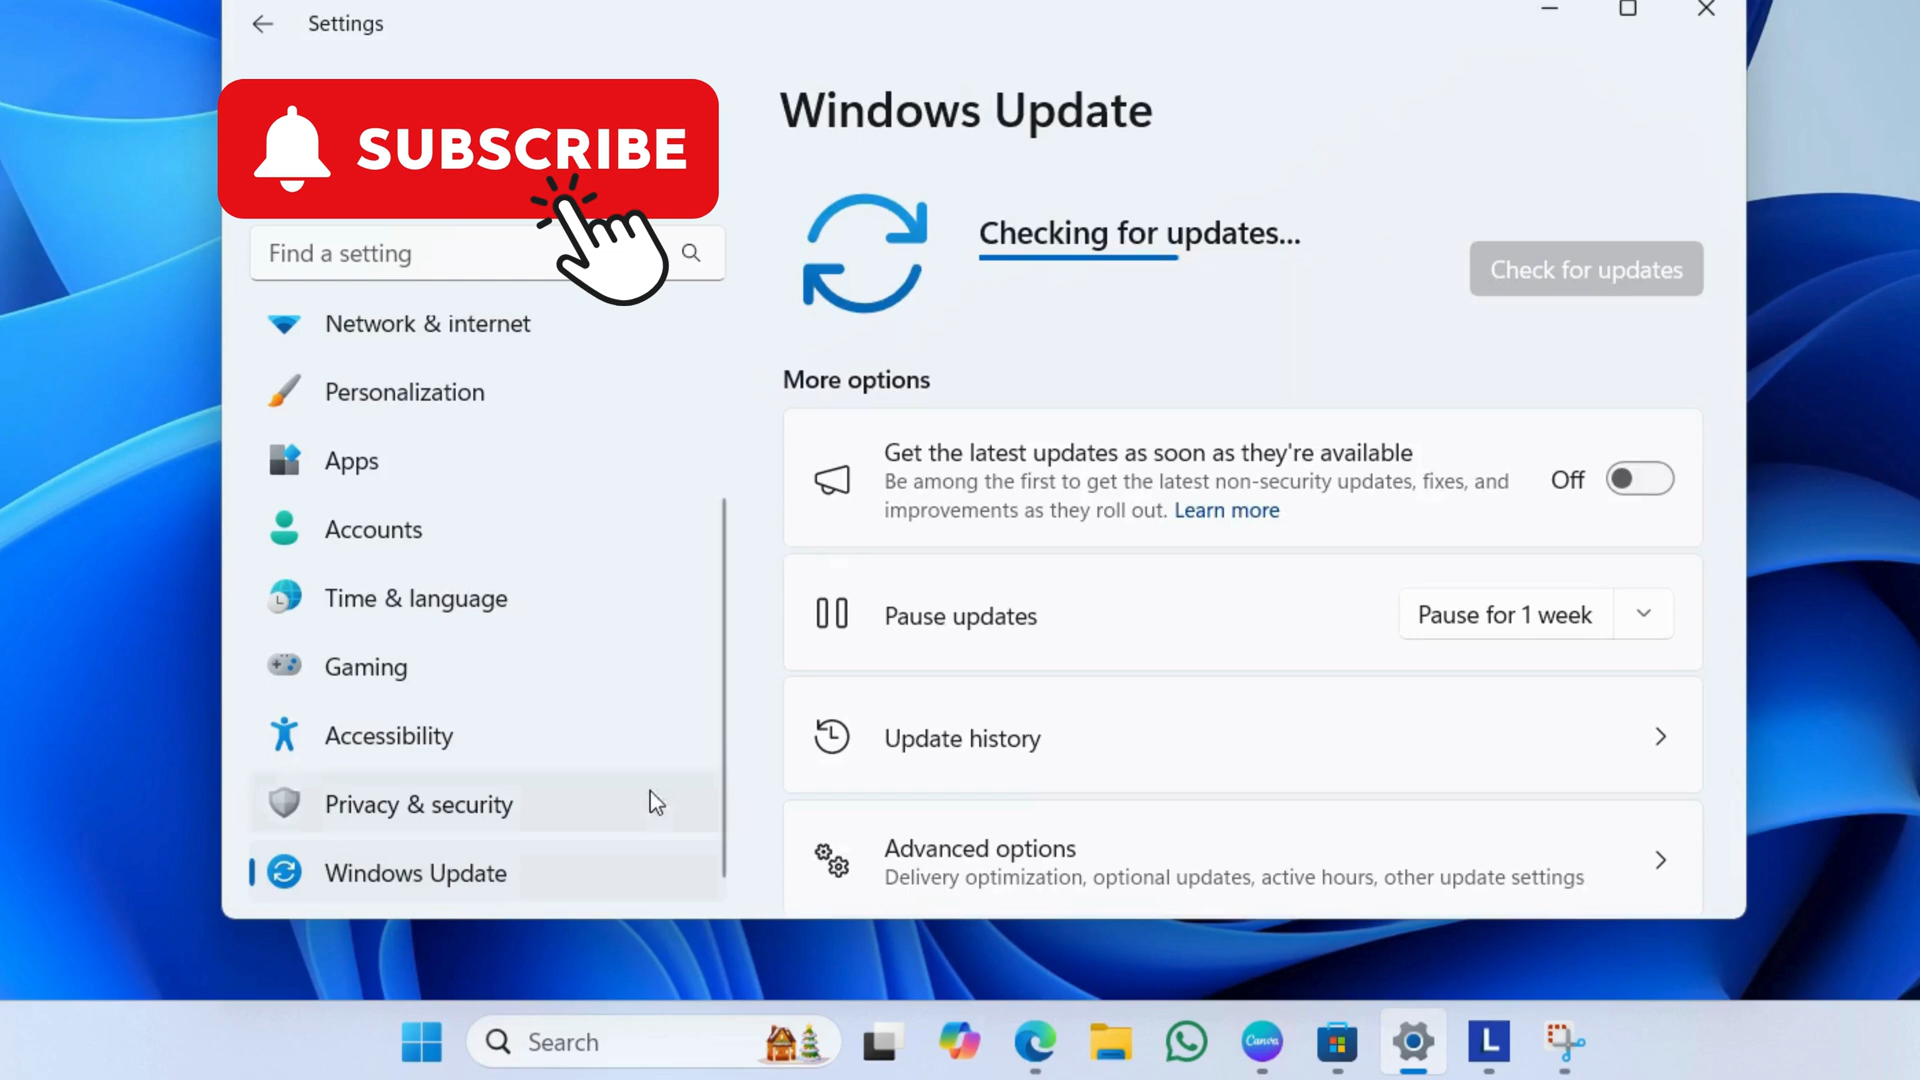 Settings
SUBSCRIBE
Find a setting
Network & internet
Personalization
Apps
Accounts
Time & language
Gaming
Accessibility
Privacy & security
Windows Update
Windows Update
Checking for updates...
Check for updates
More options
Get the latest updates as soon as they're available
Be among the first to get the latest non-security updates, fixes, and
improvements as they roll out. Learn more
Off
Pause updates
Pause for 1 week
Update history
Advanced options
Delivery optimization, optional updates, active hours, other update settings
Search
Canva
L